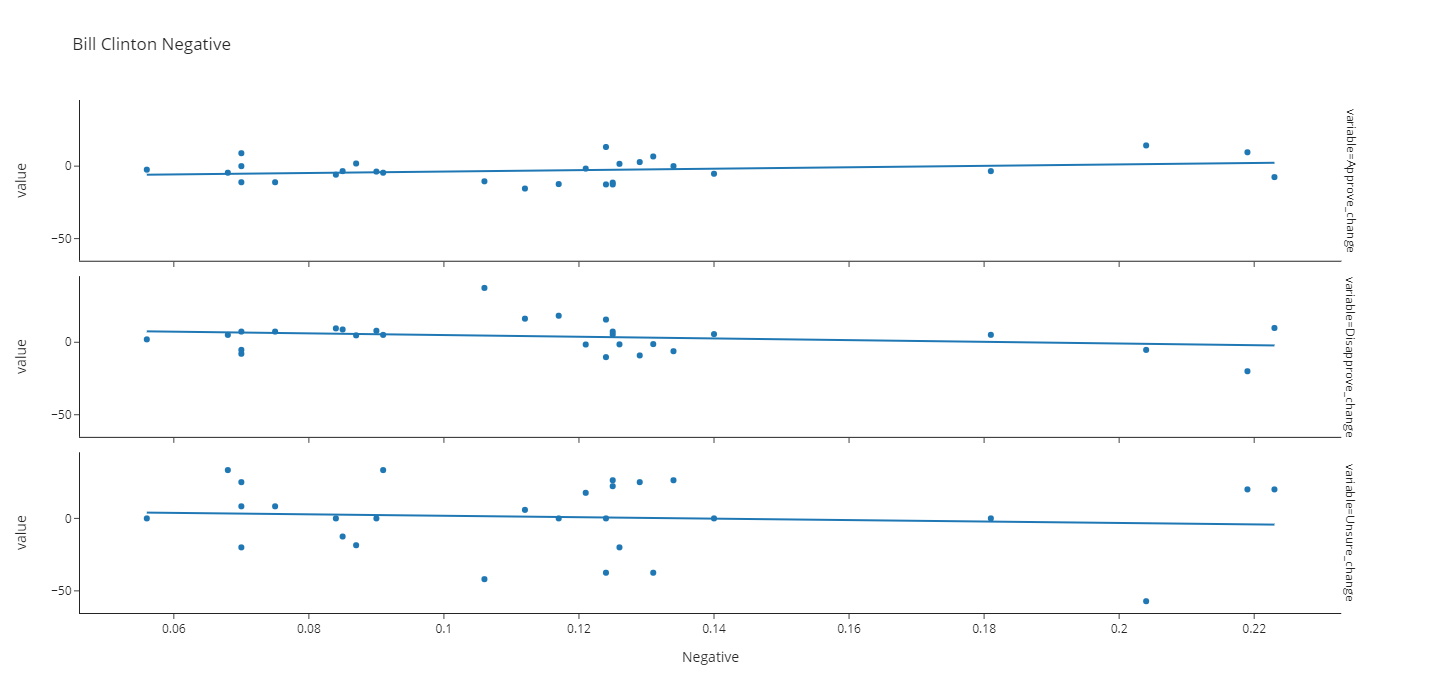 Bill Clinton Negative
value
0
−50
variable=Approve_change
value
0
−50
variable=Disapprove_change
value
0
−50
variable=Unsure_change
0.06 0.08 0.1 0.12 0.14 0.16 0.18 0.2 0.22
Negative